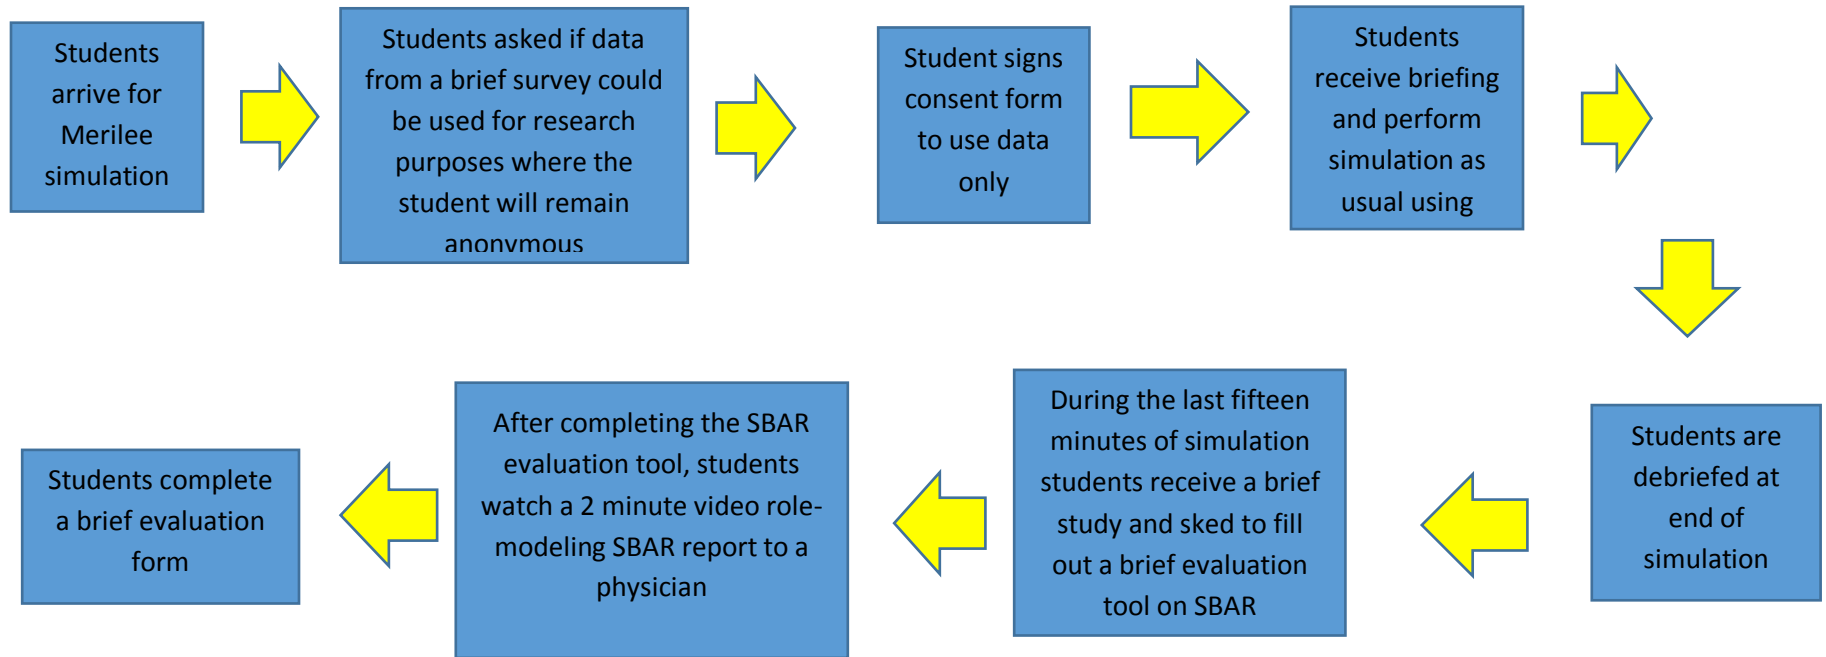 Students
arrive for
Merilee
simulation
Students asked if data
from a brief survey could
be used for research
purposes where the
student will remain
anonymous
Student signs
consent form
to use data
only
Students
receive briefing
and perform
simulation as
usual using
Students are
debriefed at
end of
simulation
During the last fifteen
minutes of simulation
students receive a brief
study and sked to fill
out a brief evaluation
tool on SBAR
After completing the SBAR
evaluation tool, students
watch a 2 minute video role-
modeling SBAR report to a
physician
Students complete
a brief evaluation
form